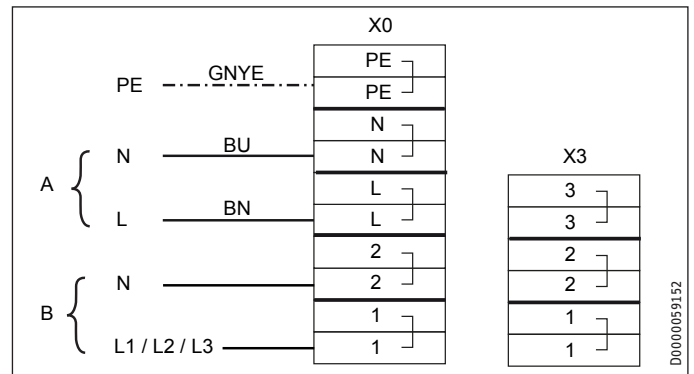 X0
PE
PE GNYE PE
N
A N BU N X3
L 3
L BN L 3
2 2
B N 2 2
1 1
L1 / L2 / L3 1 1
D0000059152